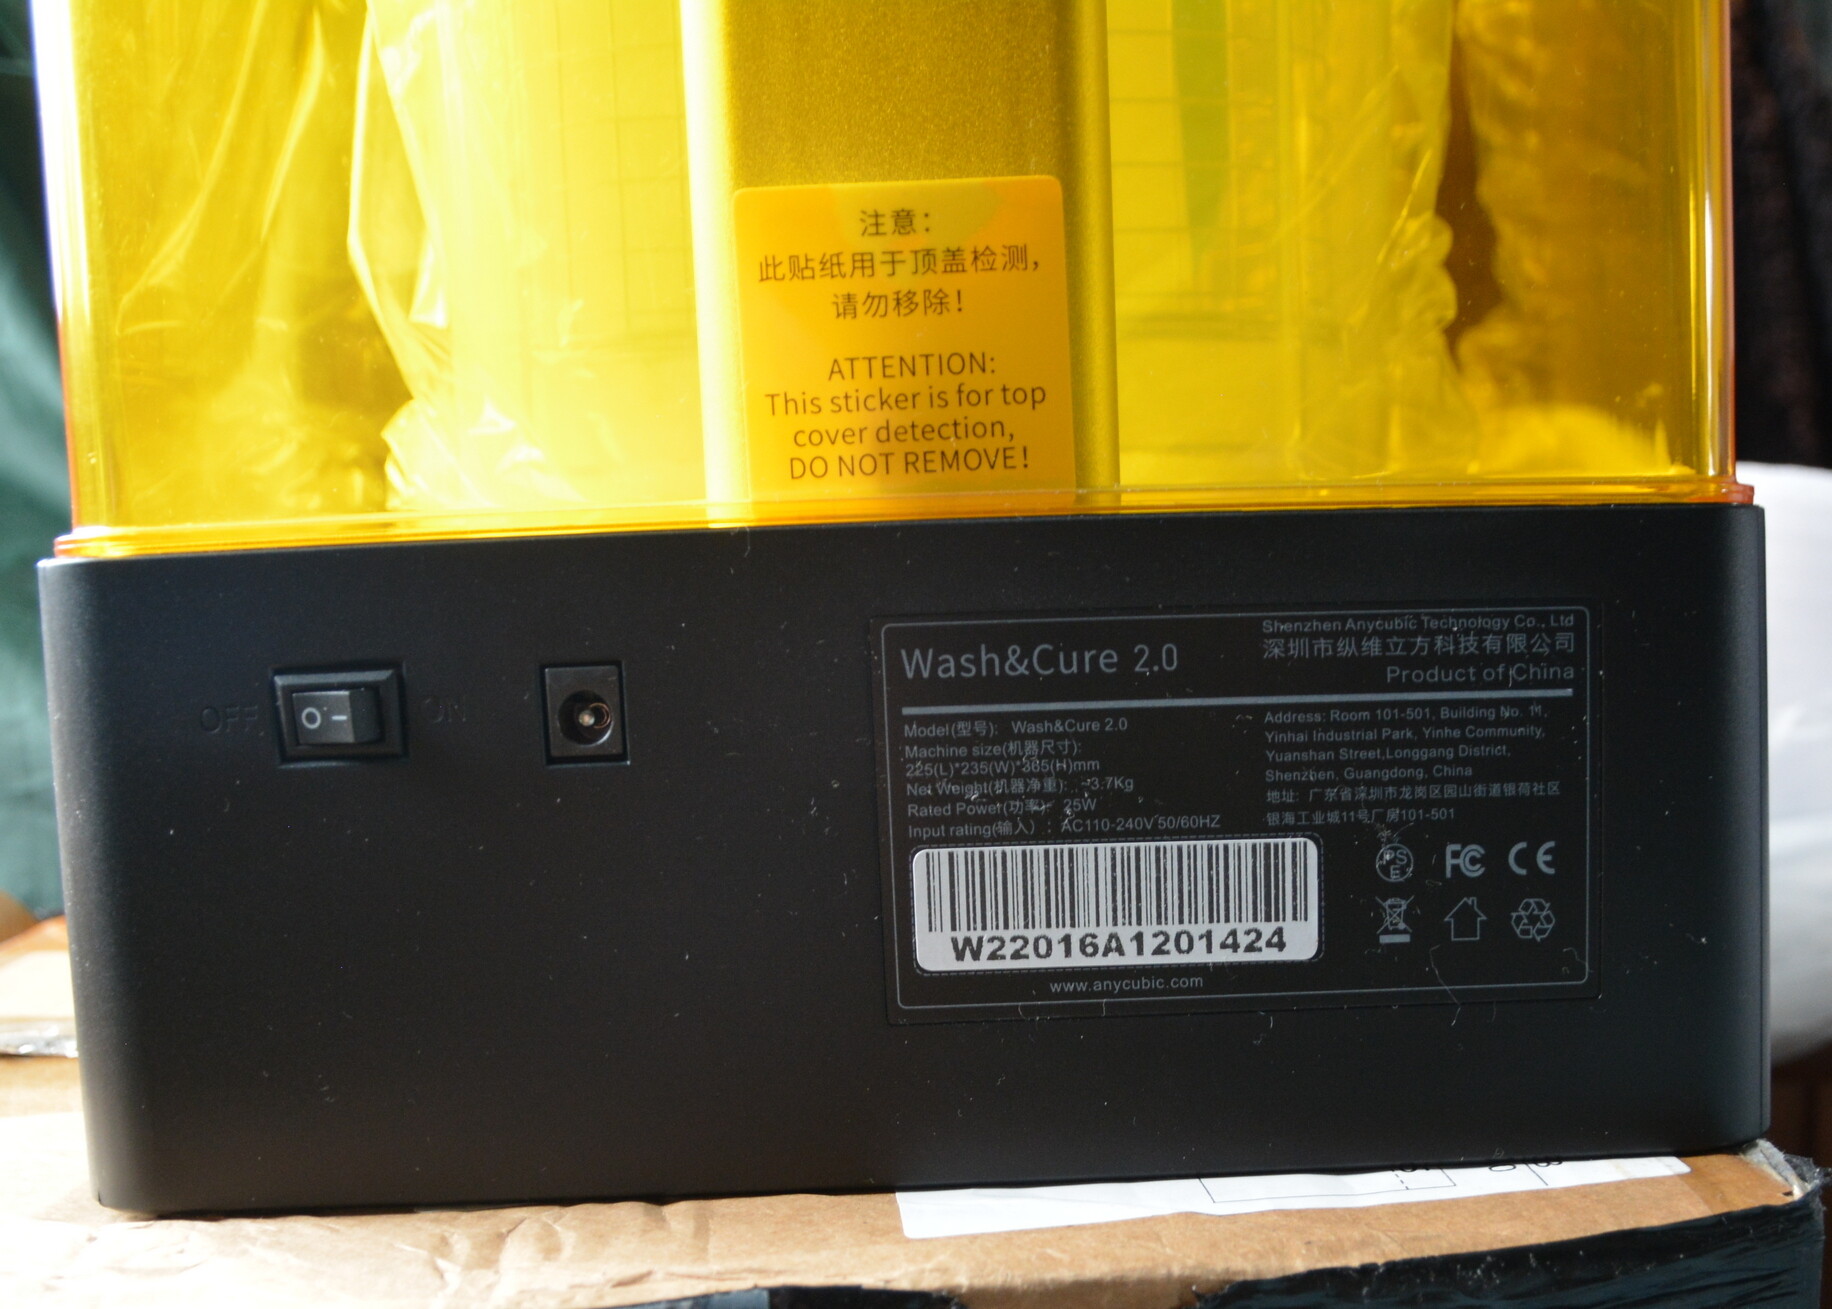 注意：
此贴纸用于顶盖检测，
请勿移除！
ATTENTION:
This sticker is for top
cover detection,
DO NOT REMOVE!
OFF
ON
Wash&Cure 2.0
Shenzhen Anycubic Technology Co., Ltd
深圳市纵维立方科技有限公司
Product of China
Model(型号): Wash&Cure 2.0
Machine size(机器尺寸):
225(L)*235(W)*365(H)mm
Net Weight(机器净重): ~3.7Kg
Rated Power(功率): 25W
Input rating(输入) : AC110-240V 50/60HZ
Address: Room 101-501, Building No. 11,
Yinhai Industrial Park, Yinhe Community,
Yuanshan Street,Longgang District,
Shenzhen, Guangdong, China
地址: 广东省深圳市龙岗区园山街道银荷社区
银海工业城11号厂房101-501
PS
E
FC CE
W22016A1201424
www.anycubic.com